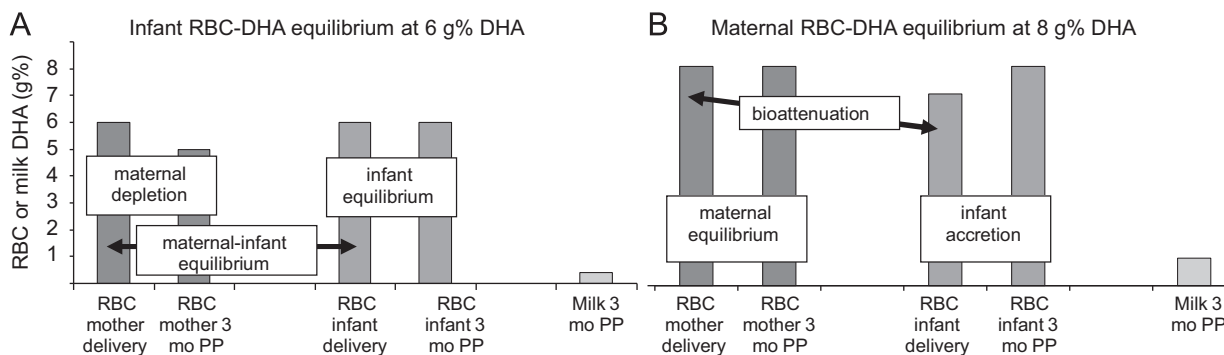 A
Infant RBC-DHA equilibrium at 6 g% DHA
RBC or milk DHA (g%)
8
7
6
5
4
3
2
1
maternal
depletion
infant
equilibrium
maternal-infant
equilibrium
RBC
mother
delivery
RBC
mother 3
mo PP
RBC
infant
delivery
RBC
infant 3
mo PP
Milk 3
mo PP
B
Maternal RBC-DHA equilibrium at 8 g% DHA
bioattenuation
maternal
equilibrium
infant
accretion
RBC
mother
delivery
RBC
mother 3
mo PP
RBC
infant
delivery
RBC
infant 3
mo PP
Milk 3
mo PP